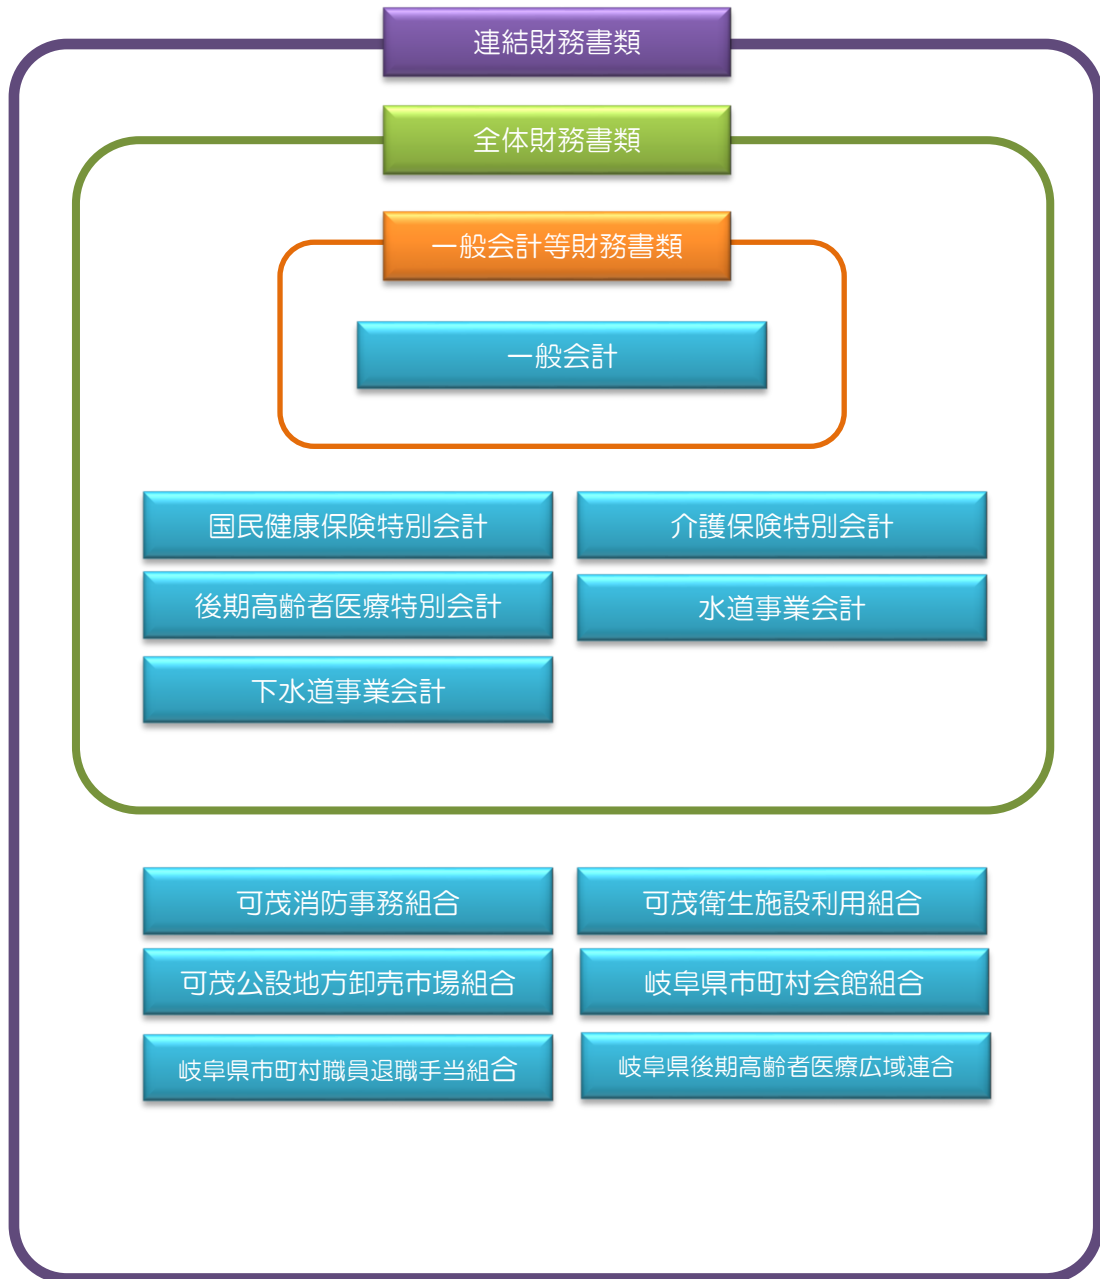 連結財務書類
全体財務書類
一般会計等財務書類
一般会計
国民健康保険特別会計
介護保険特別会計
後期高齢者医療特別会計
水道事業会計
下水道事業会計
可茂消防事務組合
可茂衛生施設利用組合
可茂公設地方卸売市場組合
岐阜県市町村会館組合
岐阜県市町村職員退職手当組合
岐阜県後期高齢者医療広域連合